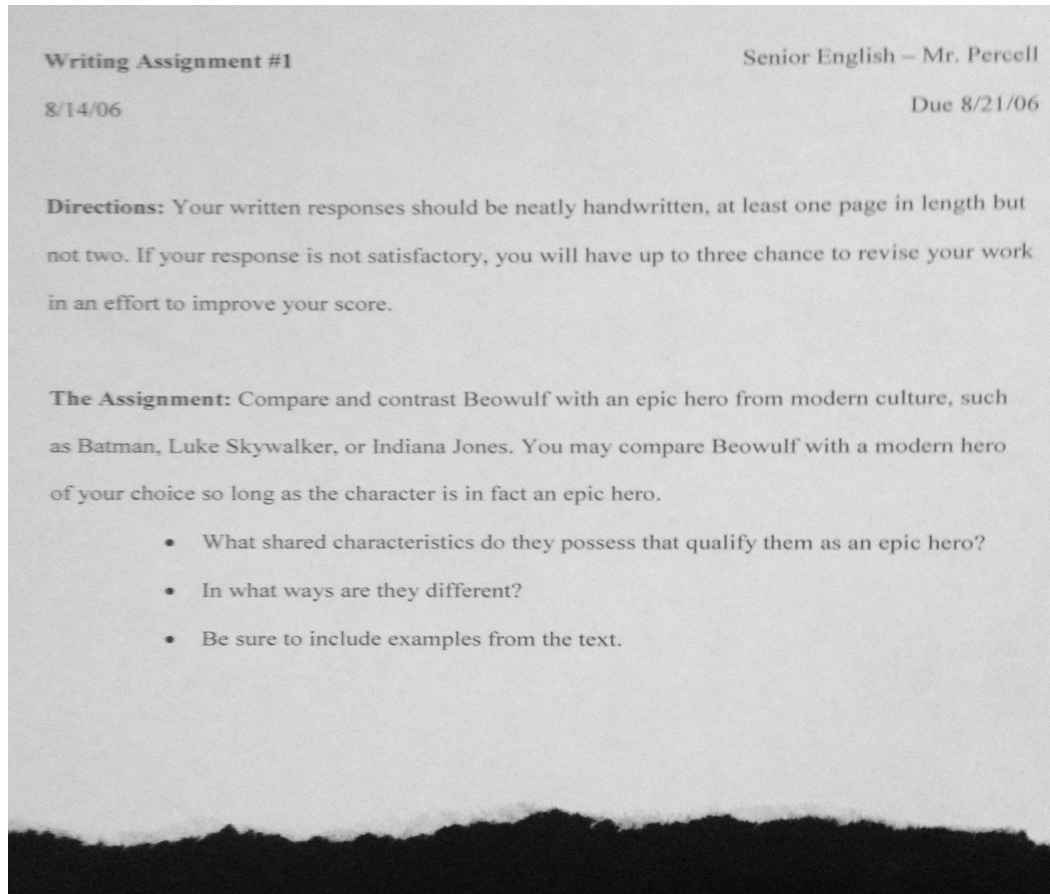 Writing Assignment #1 Senior English – Mr. Percell
8/14/06 Due 8/21/06
Directions: Your written responses should be neatly handwritten, at least one page in length but
not two. If your response is not satisfactory, you will have up to three chance to revise your work
in an effort to improve your score.
The Assignment: Compare and contrast Beowulf with an epic hero from modern culture, such
as Batman, Luke Skywalker, or Indiana Jones. You may compare Beowulf with a modern hero
of your choice so long as the character is in fact an epic hero.
• What shared characteristics do they possess that qualify them as an epic hero?
• In what ways are they different?
• Be sure to include examples from the text.